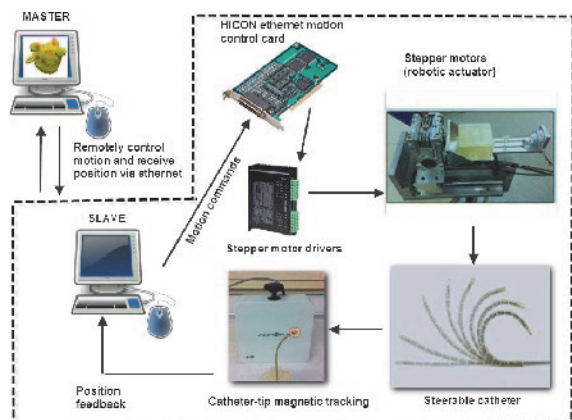 MASTER
HICON ethernet motion
control card
Stepper motors
(robotic actuator)
Remotely control
motion and receive
position via ethernet
SLAVE
Motion commands
Stepper motor drivers
Position
feedback
Catheter-tip magnetic tracking
Steerable catheter